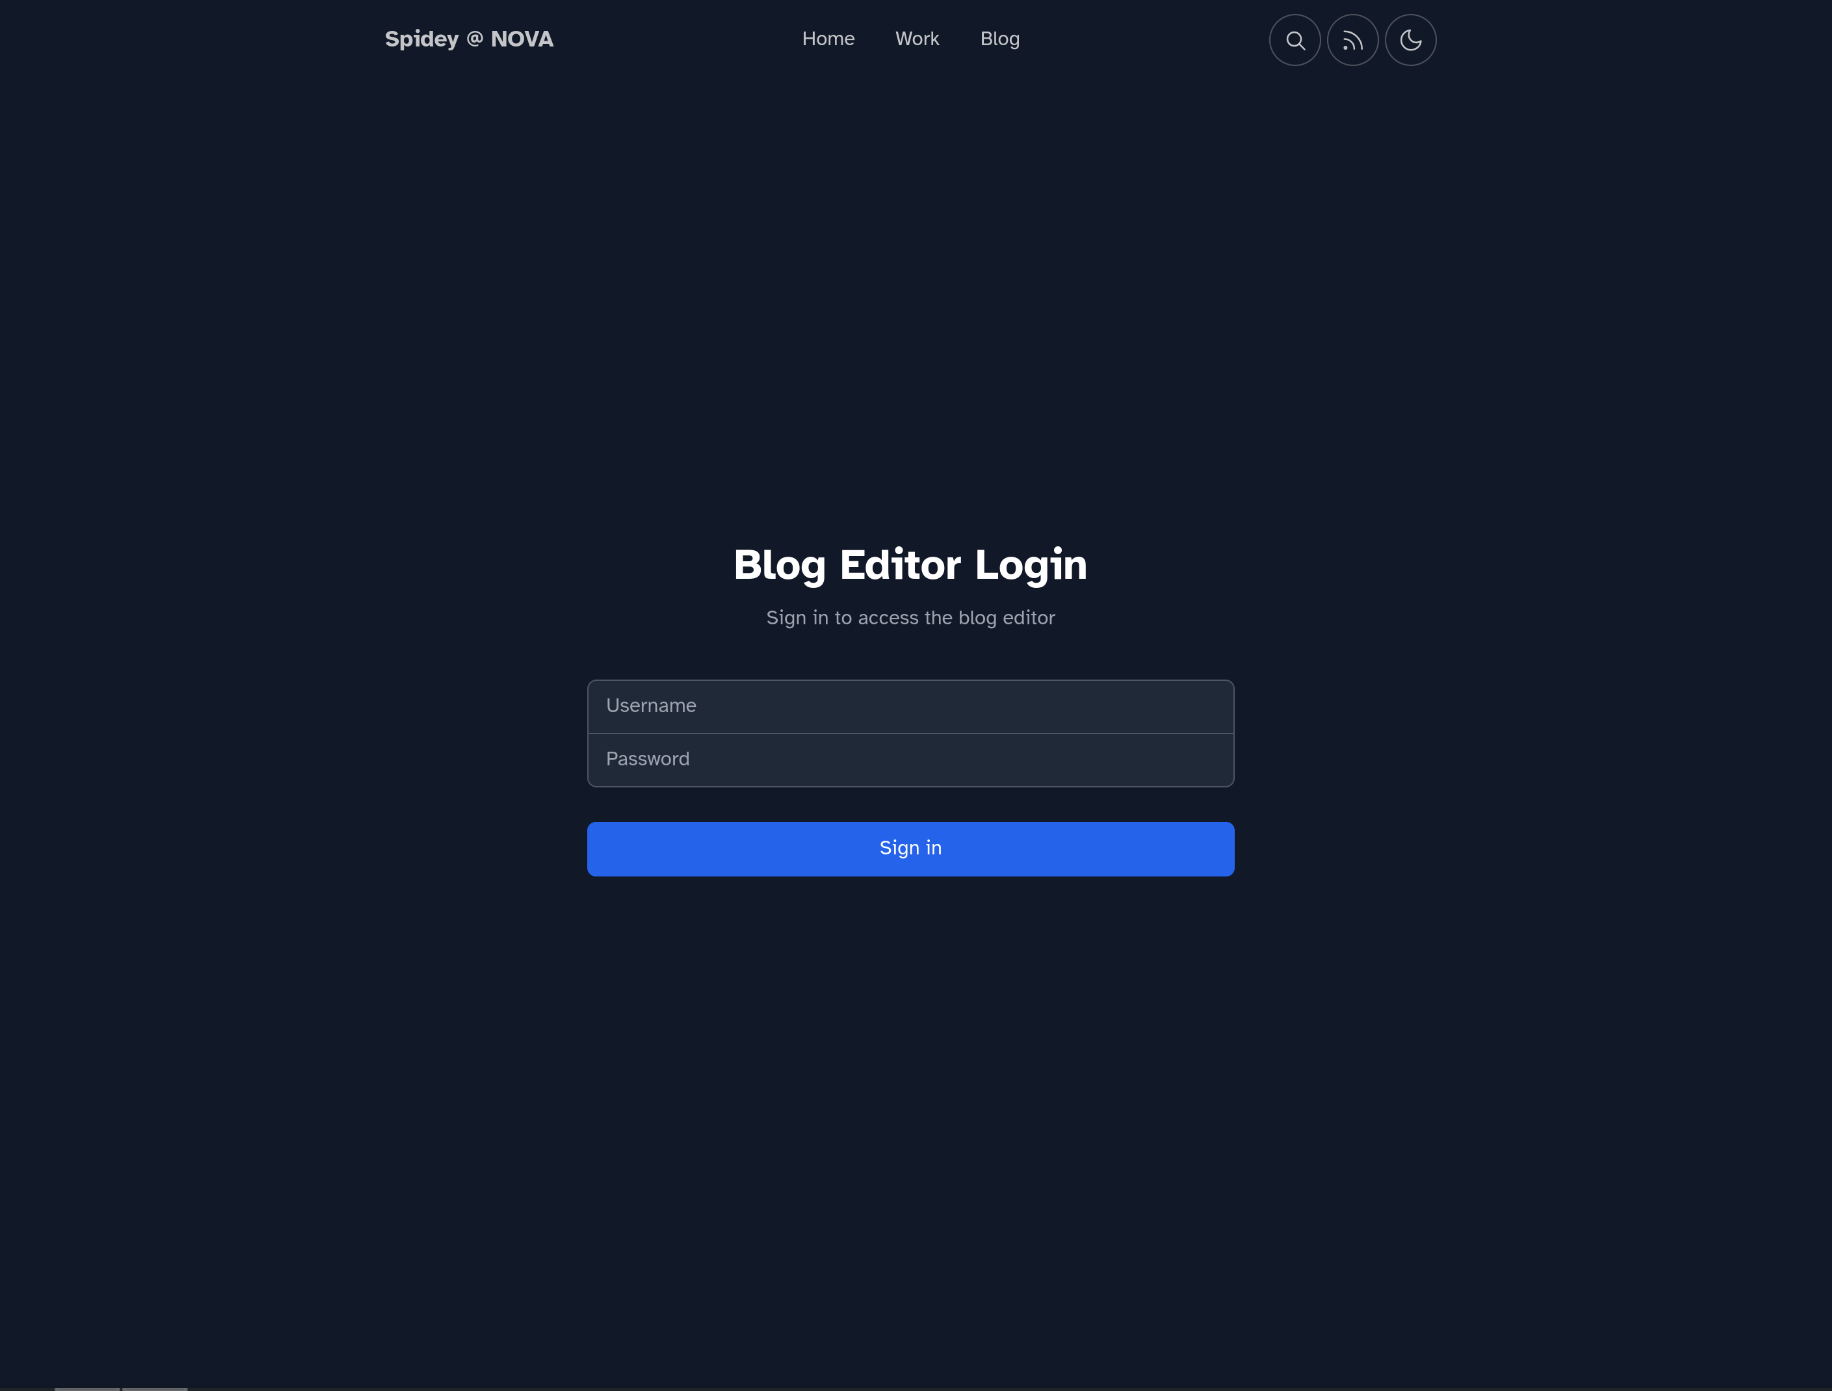 Spidey @ NOVA
Home Work Blog
Blog Editor Login
Sign in to access the blog editor
Username
Password
Sign in